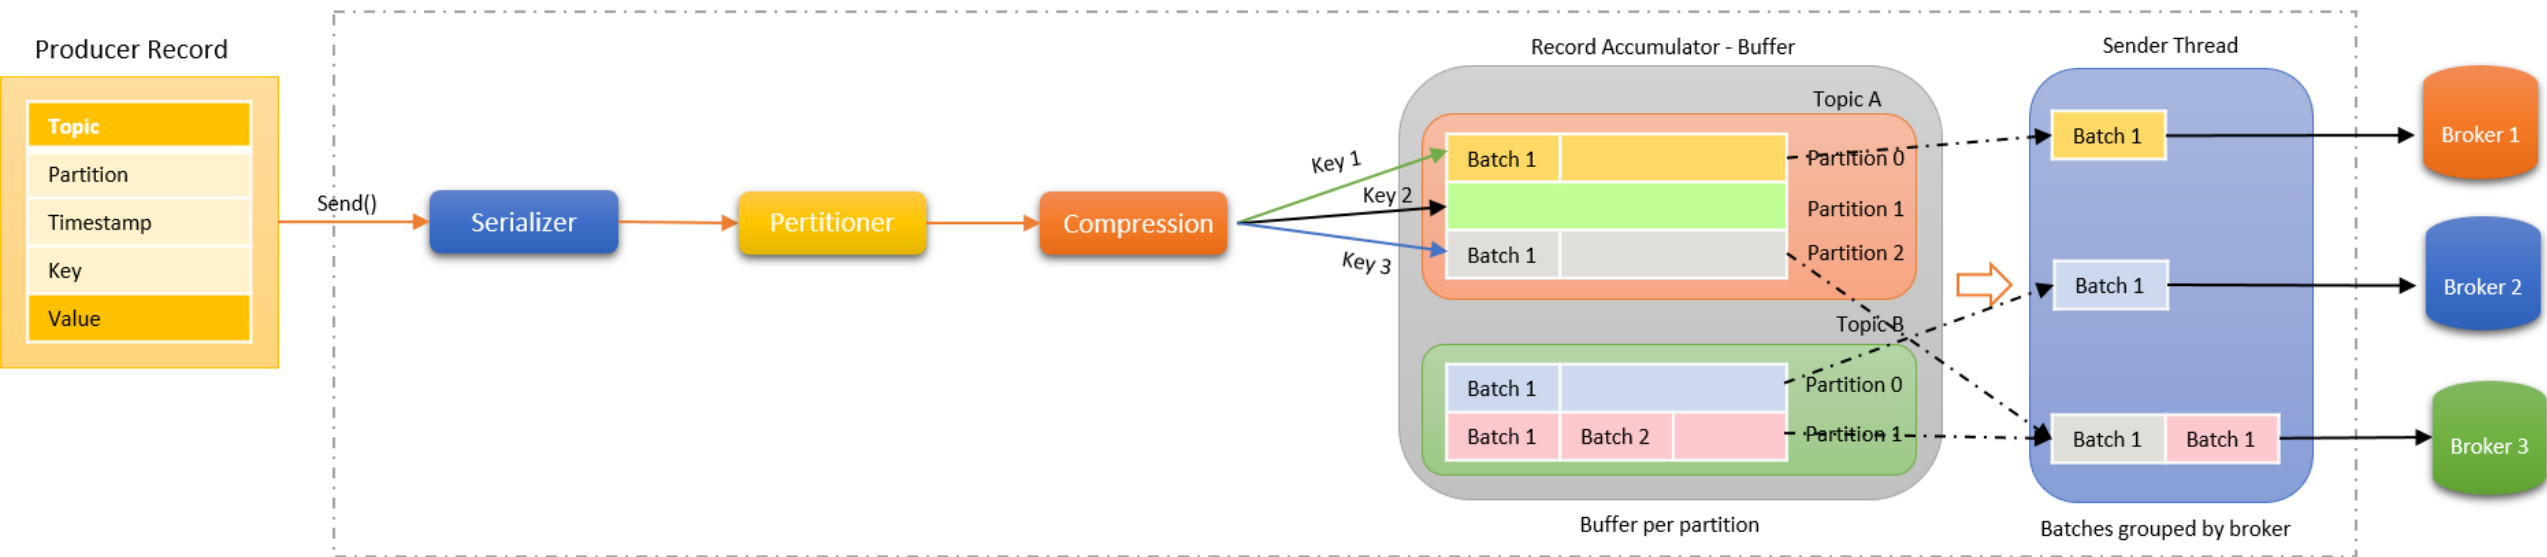 Producer Record
Topic
Partition
Timestamp
Key
Value
Send()
Serializer
Pertitioner
Compression
Key 1
Key 2
Key 3
Record Accumulator - Buffer
Topic A
Batch 1
Partition 0
Partition 1
Batch 1
Partition 2
Topic B
Batch 1
Partition 0
Batch 1 Batch 2
Partition 1
Buffer per partition
Sender Thread
Batch 1
Batch 1
Batch 1 Batch 1
Batches grouped by broker
Broker 1
Broker 2
Broker 3